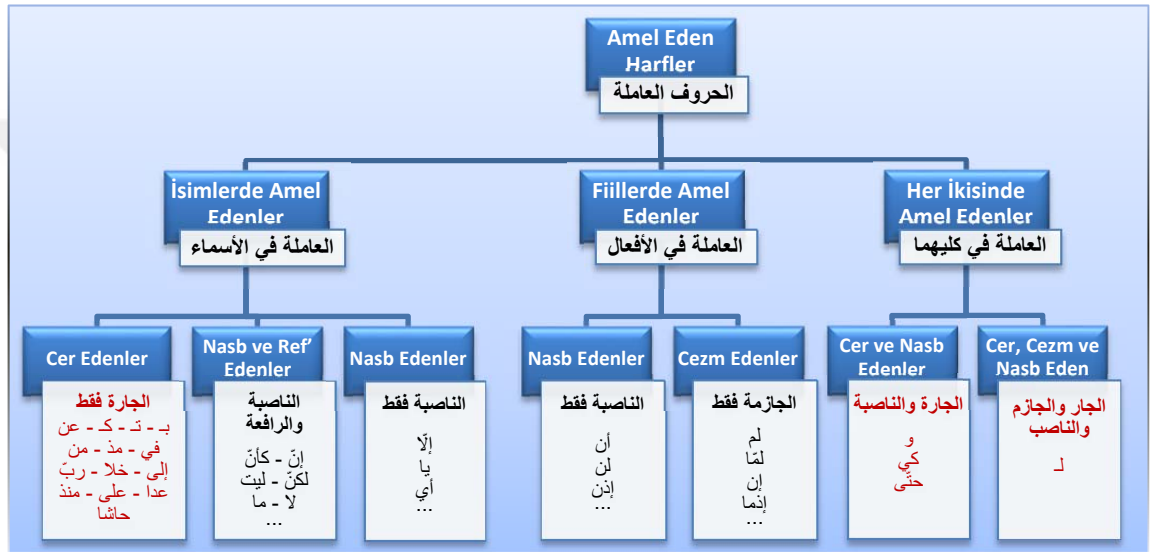 Amel Eden
Harfler
الحروف العاملة
İsimlerde Amel
Edenler
العاملة في الأسماء
Fiillerde Amel
Edenler
العاملة في الأفعال
Her İkisinde
Amel Edenler
العاملة في كليهما
Cer Edenler
الجارة فقط
بـ - تـ - كـ - عن
في - مذ - من
إلى - خلا - ربّ
عدا - على - منذ
حاشا
Nasb ve Ref'
Edenler
الناصبة
والرافعة
إنّ - كأنّ
لكنّ - ليت
لا - ما
...
Nasb Edenler
الناصبة فقط
إلّا
يا
أي
...
Nasb Edenler
الناصبة فقط
أن
لن
إذن
...
Cezm Edenler
الجازمة فقط
لم
لمّا
إن
إذما
...
Cer ve Nasb
Edenler
الجارة والناصبة
و
كي
حتّى
Cer, Cezm ve
Nasb Eden
الجار والجازم
والناصب
لـ